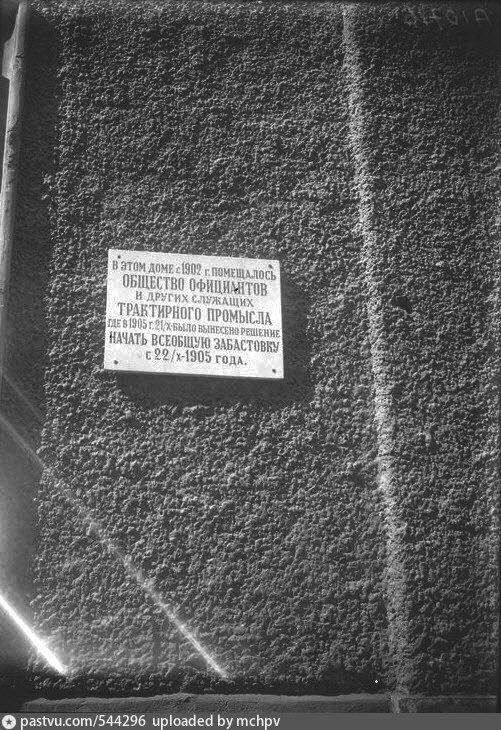 В ЭТОМ ДОМЕ с 1902 г. ПОМЕЩАЛОСЬ
ОБЩЕСТВО ОФИЦИАНТОВ
И ДРУГИХ СЛУЖАЩИХ
ТРАКТИРНОГО ПРОМЫСЛА
ГДЕ В 1905 г. 21/X-БЫЛО ВЫНЕСЕНО РЕШЕНИЕ
НАЧАТЬ ВСЕОБЩУЮ ЗАБАСТОВКУ
с 22/X-1905 ГОДА.
pastvu.com/544296 uploaded by mchpv